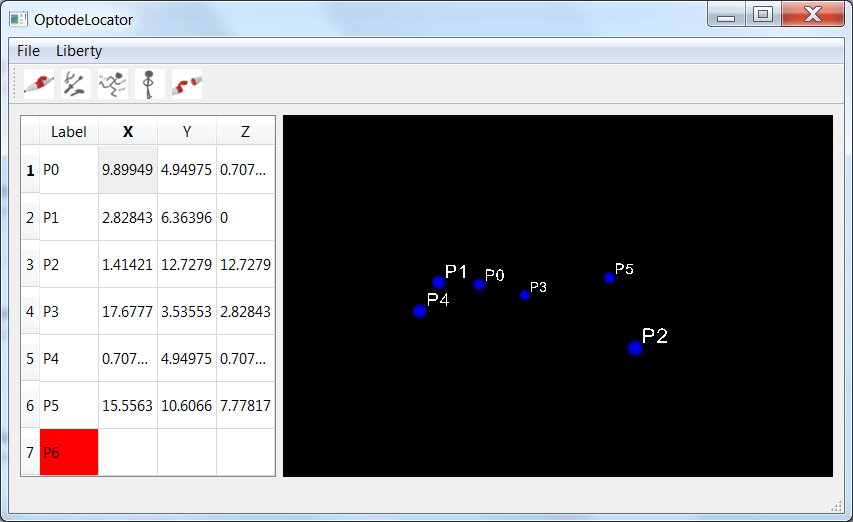 OptodeLocator
File Liberty
Label X Y Z
1 P0 9.89949 4.94975 0.707...
2 P1 2.82843 6.36396 0
3 P2 1.41421 12.7279 12.7279
4 P3 17.6777 3.53553 2.82843
5 P4 0.707... 4.94975 0.707...
6 P5 15.5563 10.6066 7.77817
7 P6
P1 P0 P5
P4 P3
P2